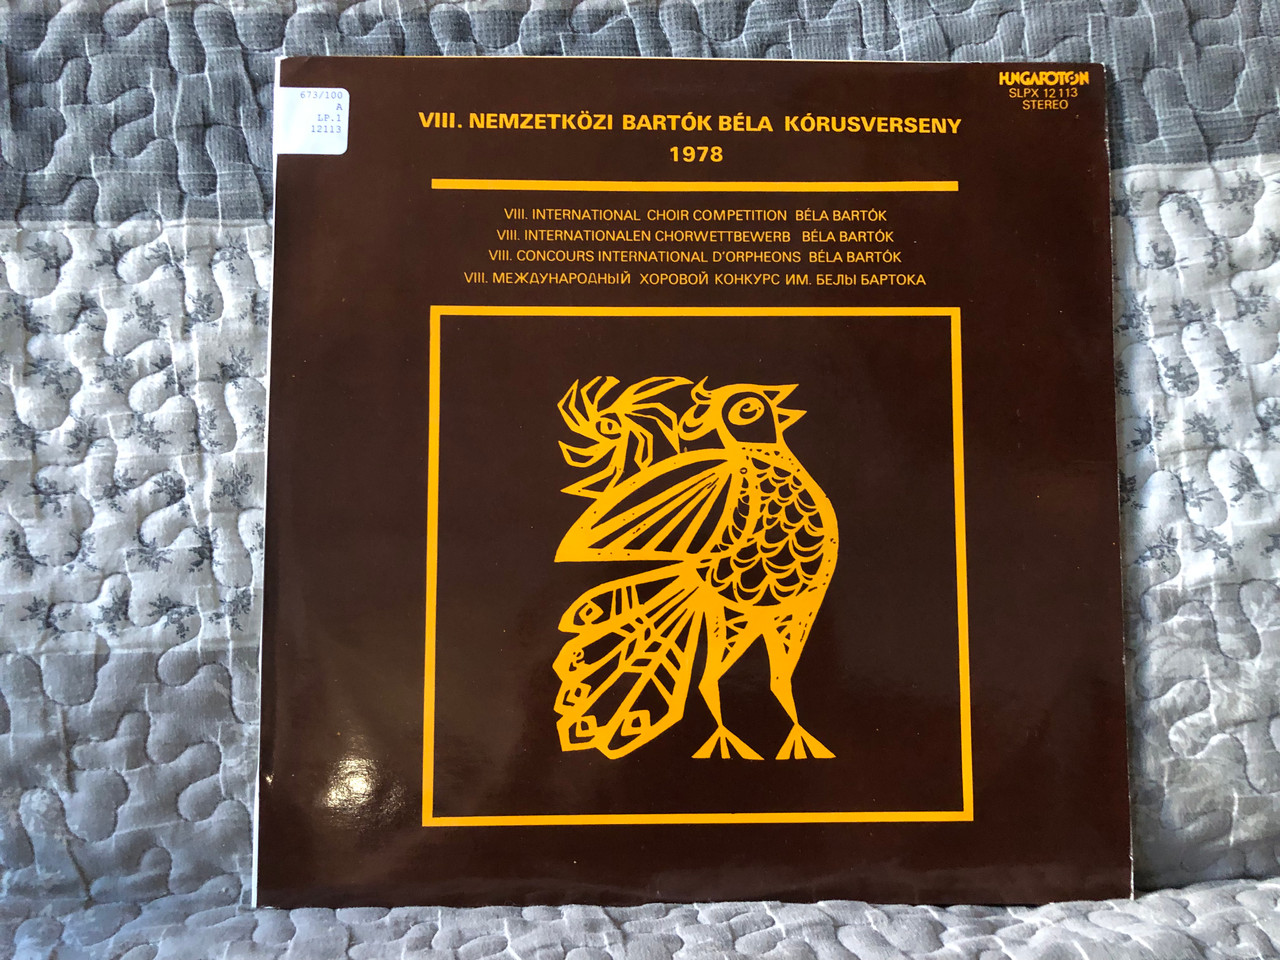 673/100
A
LP.1
12113
HUNGAROTON
SLPX 12113
STEREO
VIII. NEMZETKÖZI BARTÓK BÉLA KÓRUSVERSENY
1978
VIII. INTERNATIONAL CHOIR COMPETITION BÉLA BARTÓK
VIII. INTERNATIONALEN CHORWETTBEWERB BÉLA BARTÓK
VIII. CONCOURS INTERNATIONAL D'ORPHEONS BÉLA BARTÓK
VIII. МЕЖДУНАРОДНЫЙ ХОРОВОЙ КОНКУРС ИМ. БЕЛЫ БАРТОКА